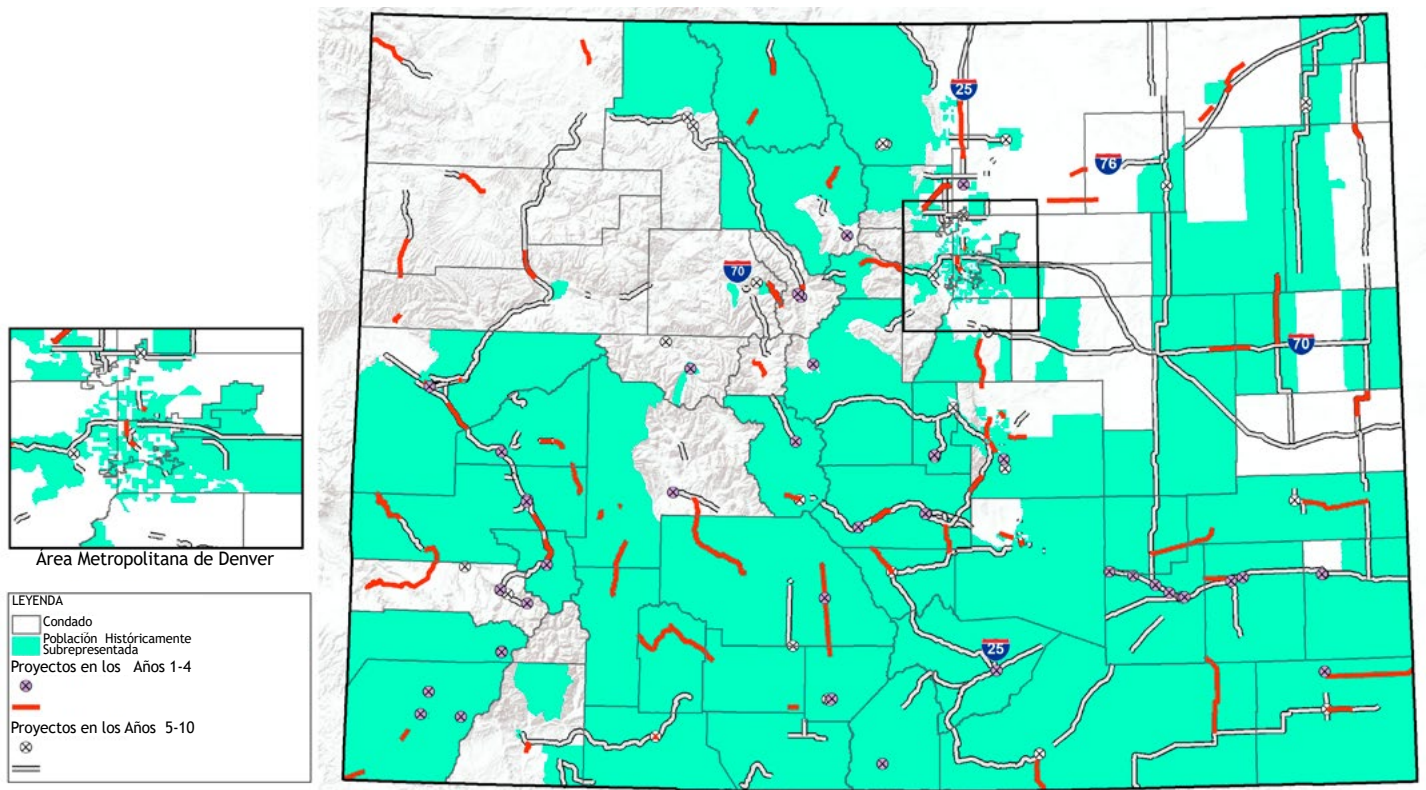 25
76
70
70
25
Área Metropolitana de Denver
LEYENDA
Condado
Población Históricamente
Subrepresentada
Proyectos en los Años 1-4
Proyectos en los Años 5-10